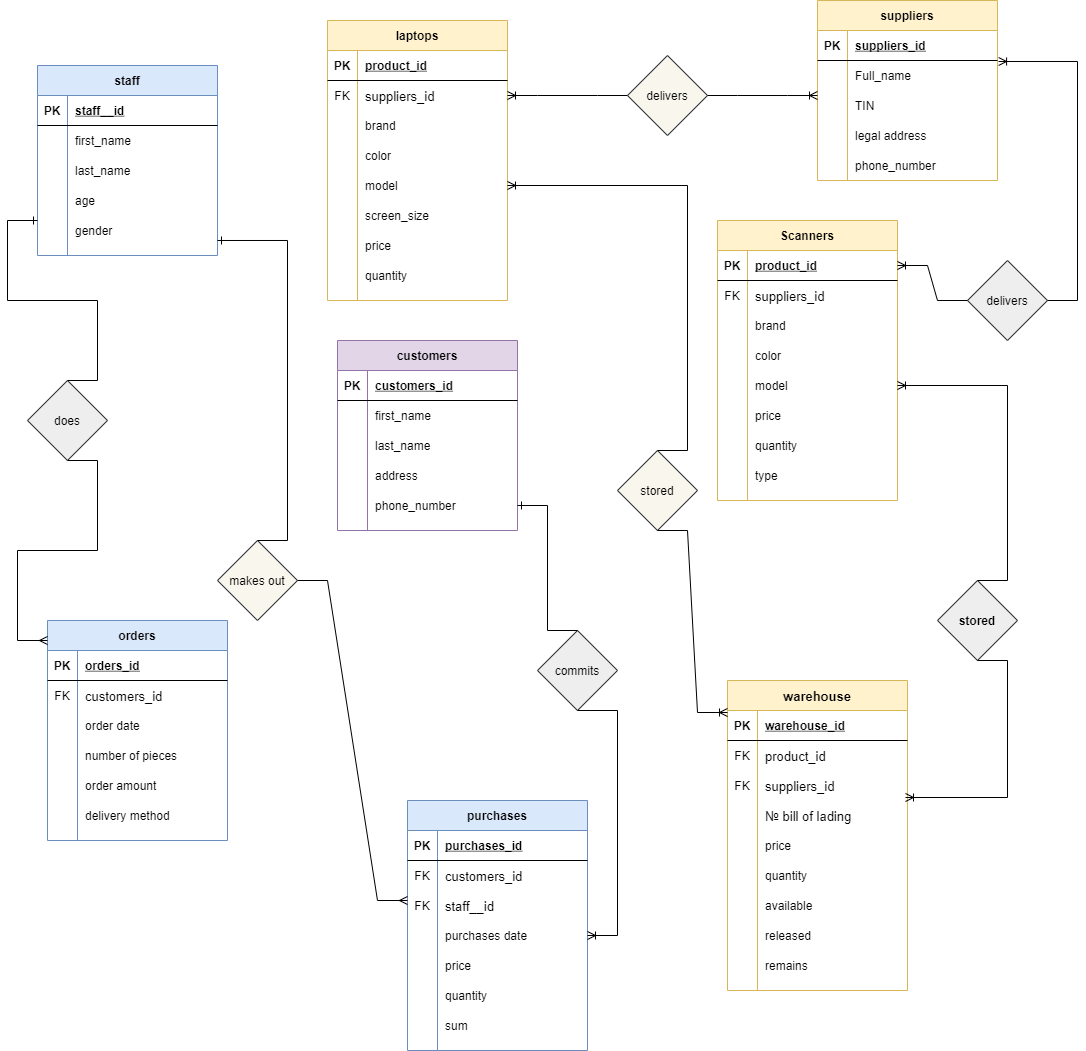 suppliers
PK suppliers_id
Full_name
TIN
legal address
phone_number
laptops
PK product_id
FK suppliers_id
brand
color
model
screen_size
price
quantity
delivers
staff
PK staff__id
first_name
last_name
age
gender
Scanners
PK product_id
FK suppliers_id
brand
color
model
price
quantity
type
delivers
customers
PK customers_id
first_name
last_name
address
phone_number
does
stored
makes out
stored
commits
orders
PK orders_id
FK customers_id
order date
number of pieces
order amount
delivery method
warehouse
PK warehouse_id
FK product_id
FK suppliers_id
№ bill of lading
price
quantity
available
released
remains
purchases
PK purchases_id
FK customers_id
FK staff__id
purchases date
price
quantity
sum